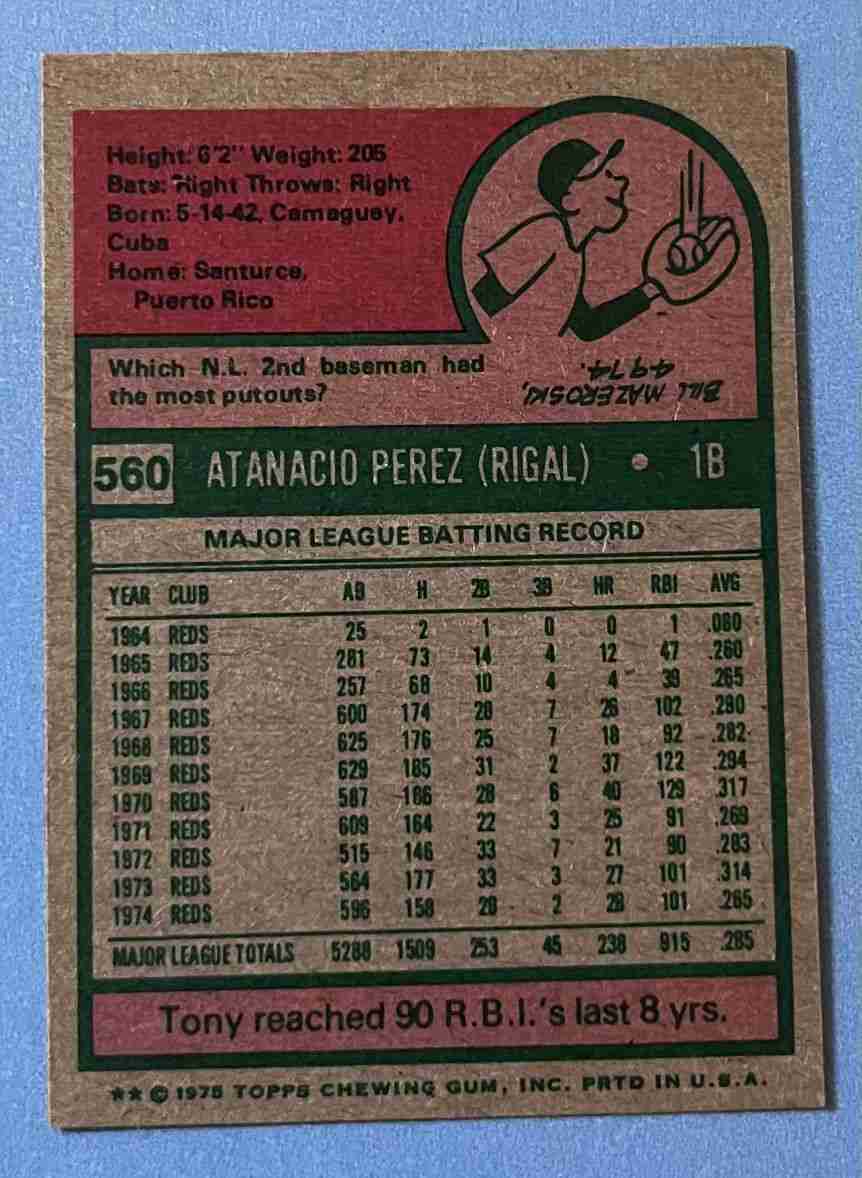 Height: 6'2" Weight: 205
Bats: Right Throws: Right
Born: 5-14-42, Camaguey,
Cuba
Home: Santurce,
Puerto Rico
Which N.L. 2nd baseman had
the most putouts?
BILL MAZEROSKI,
4974.
560 ATANACIO PEREZ (RIGAL) • 1B
MAJOR LEAGUE BATTING RECORD
YEAR CLUB AB H 2B 3B HR RBI AVG
1964 REDS 25 2 1 0 0 1 .080
1965 REDS 281 73 14 4 12 47 .260
1966 REDS 257 68 10 4 4 39 .265
1967 REDS 600 174 28 7 26 102 .290
1968 REDS 625 176 25 7 18 92 .282
1969 REDS 629 185 31 2 37 122 .294
1970 REDS 587 186 28 6 40 129 .317
1971 REDS 609 164 22 3 25 91 .269
1972 REDS 515 146 33 7 21 90 .283
1973 REDS 564 177 33 3 27 101 .314
1974 REDS 596 158 28 2 28 101 .265
MAJOR LEAGUE TOTALS 5288 1509 253 45 238 915 .285
Tony reached 90 R.B.I.'s last 8 yrs.
** © 1975 TOPPS CHEWING GUM, INC. PRTD IN U.S.A.